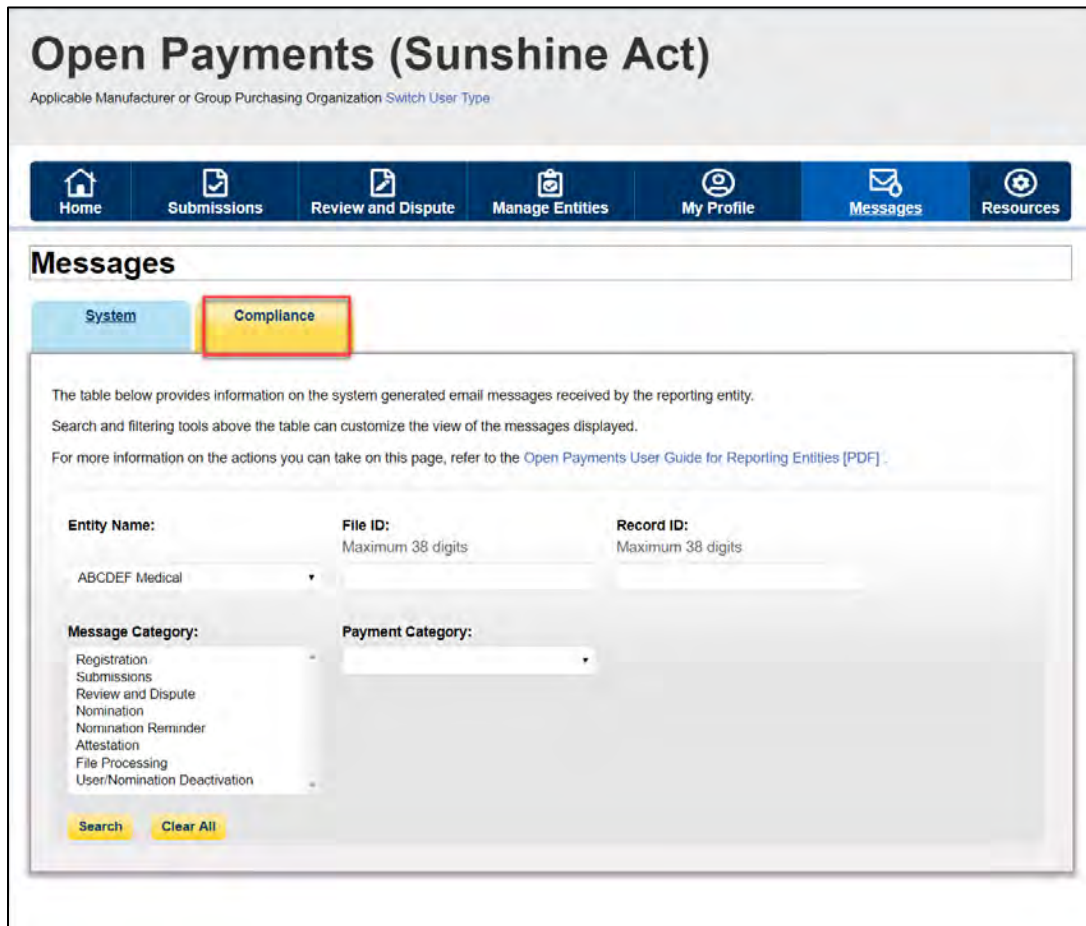 Open Payments (Sunshine Act)
Applicable Manufacturer or Group Purchasing Organization Switch User Type
Home Submissions Review and Dispute Manage Entities My Profile Messages Resources
Messages
System Compliance
The table below provides information on the system generated email messages received by the reporting entity.
Search and filtering tools above the table can customize the view of the messages displayed.
For more information on the actions you can take on this page, refer to the Open Payments User Guide for Reporting Entities [PDF] .
Entity Name: File ID: Record ID:
Maximum 38 digits Maximum 38 digits
ABCDEF Medical
Message Category: Payment Category:
Registration
Submissions
Review and Dispute
Nomination
Nomination Reminder
Attestation
File Processing
User/Nomination Deactivation
Search Clear All